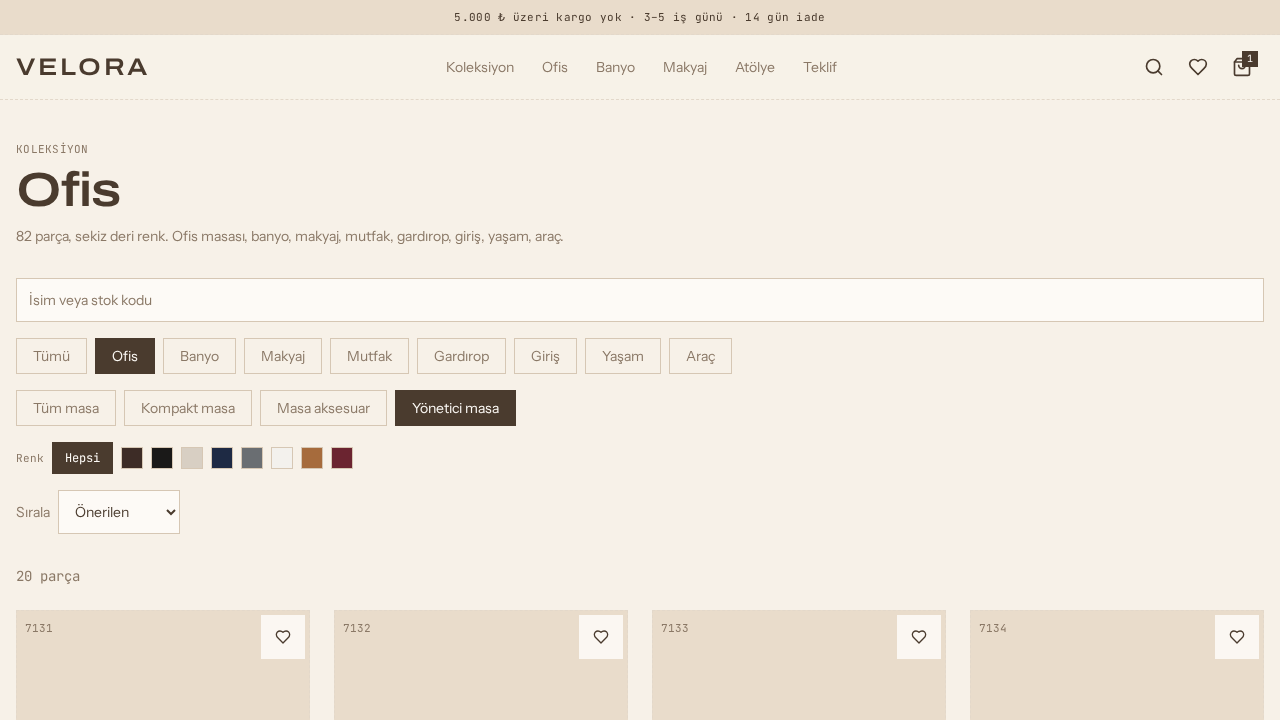 5.000 ₺ üzeri kargo yok · 3–5 iş günü · 14 gün iade
VELORA
Koleksiyon Ofis Banyo Makyaj Atölye Teklif
1
KOLEKSİYON
Ofis
82 parça, sekiz deri renk. Ofis masası, banyo, makyaj, mutfak, gardırop, giriş, yaşam, araç.
İsim veya stok kodu
Tümü Ofis Banyo Makyaj Mutfak Gardırop Giriş Yaşam Araç
Tüm masa Kompakt masa Masa aksesuar Yönetici masa
Renk Hepsi
Sırala Önerilen
20 parça
7131 7132 7133 7134